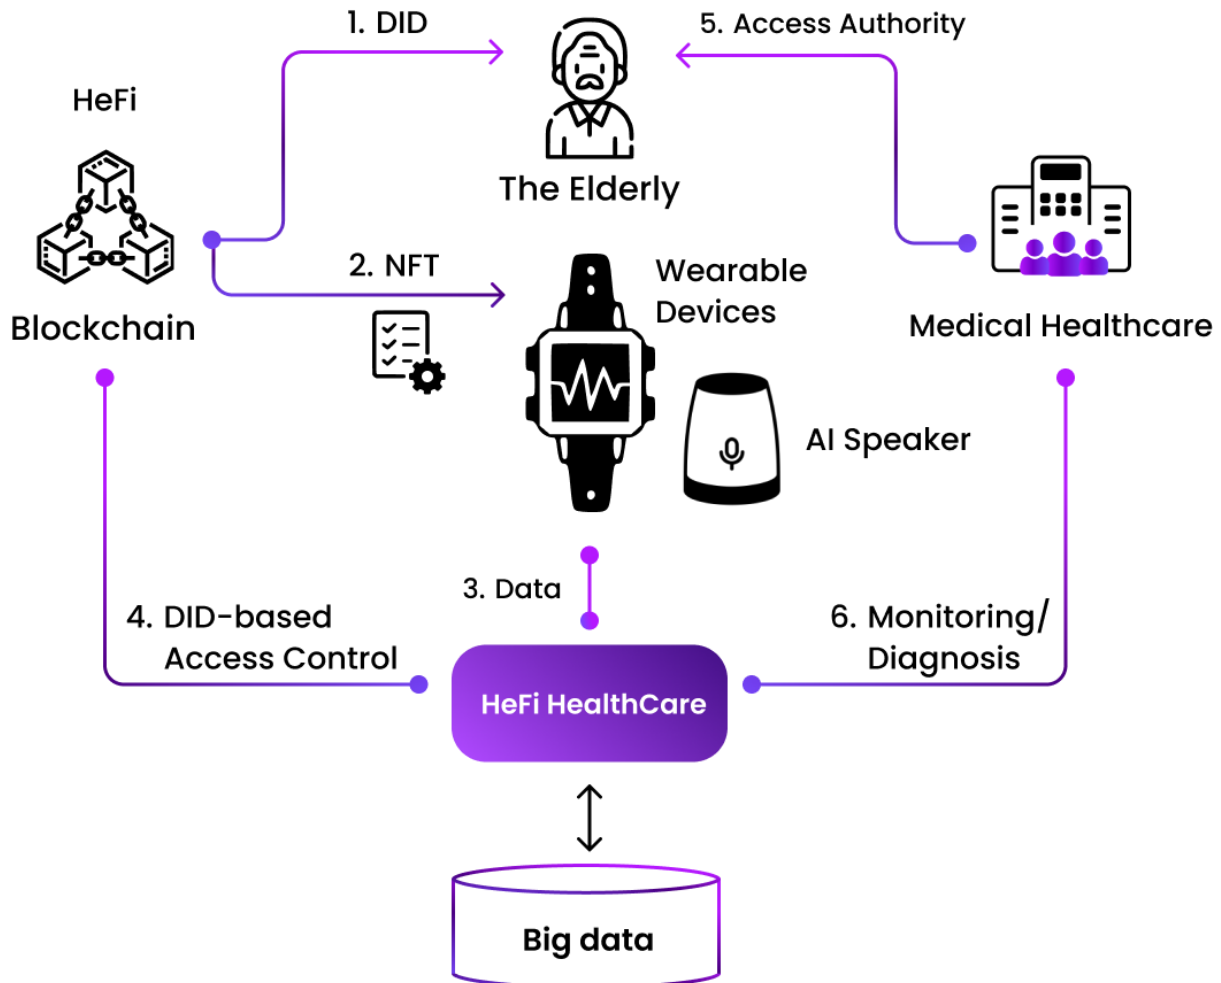 1. DID
5. Access Authority
HeFi
The Elderly
2. NFT
Wearable
Devices
Blockchain
Medical Healthcare
AI Speaker
3. Data
4. DID-based
Access Control
6. Monitoring/
Diagnosis
HeFi HealthCare
Big data